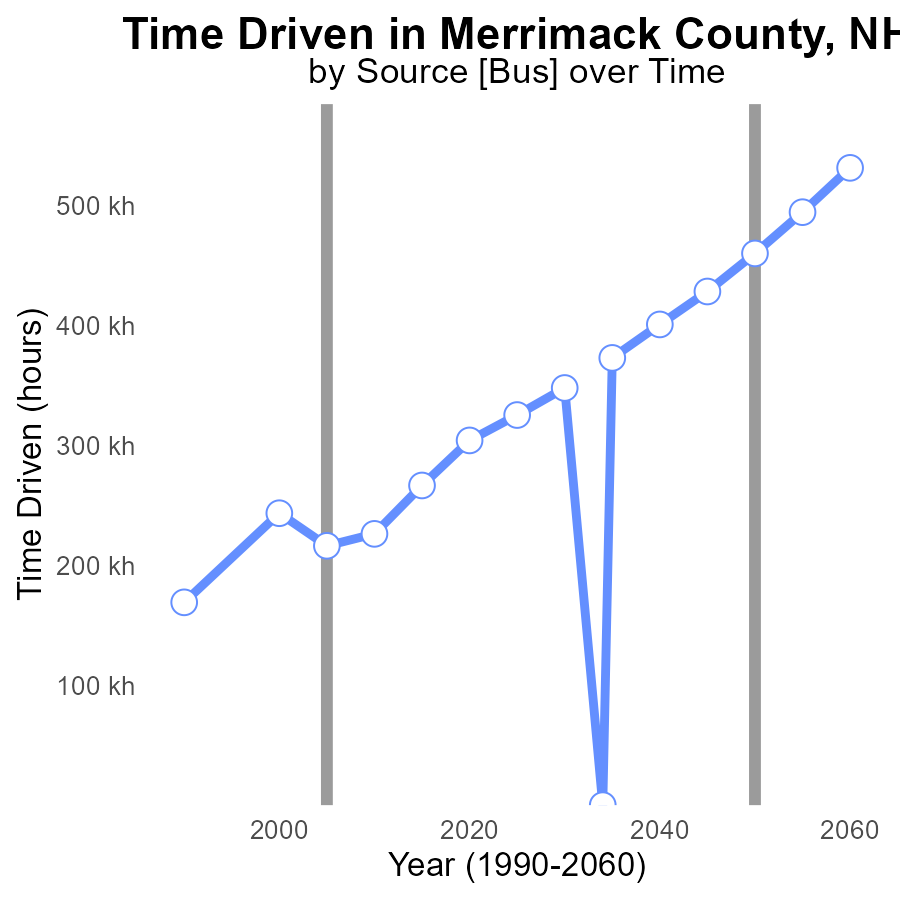 Time Driven in Merrimack County, NH
by Source [Bus] over Time
Time Driven (hours)
500 kh
400 kh
300 kh
200 kh
100 kh
2000
2020
2040
2060
Year (1990-2060)